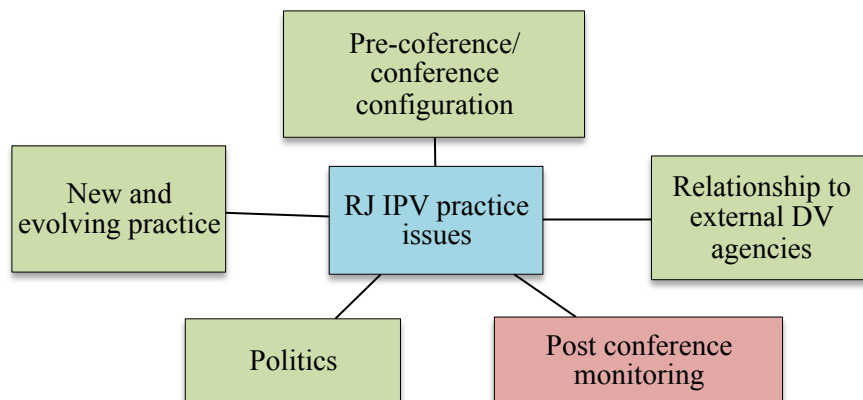 Pre-coference/
conference
configuration
New and
evolving practice
RJ IPV practice
issues
Relationship to
external DV
agencies
Politics
Post conference
monitoring